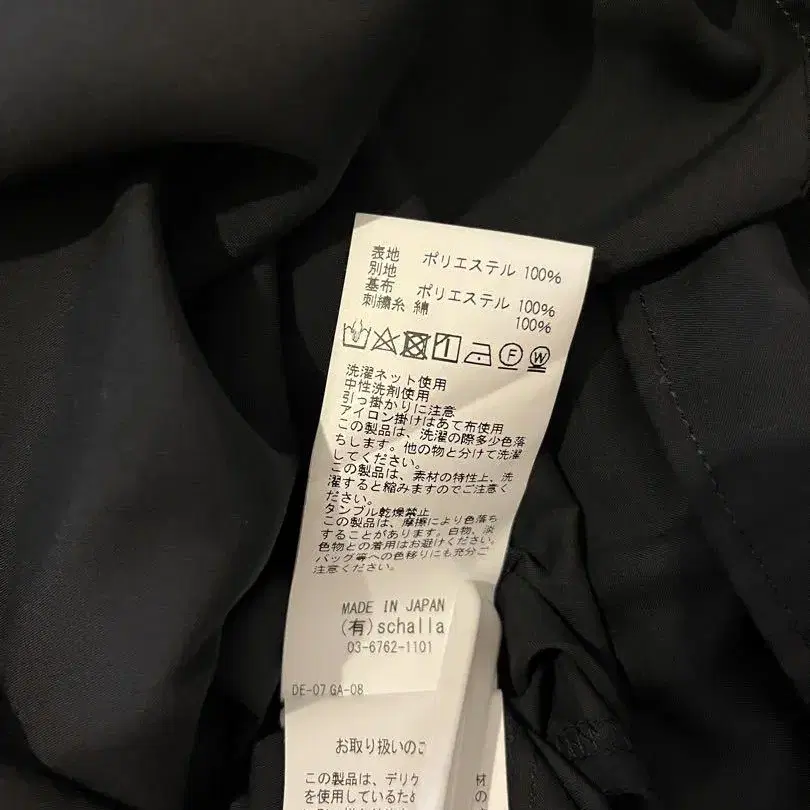 表地 ポリエステル 100%
別地
基布 ポリエステル 100%
刺繍糸 綿 100%
F W
洗濯ネット使用
中性洗剤使用
引っ掛かりに注意
アイロン掛けはあて布使用
この製品は、洗濯の際多少色落
ちします。他の物と分けて洗濯
してください。
この製品は、素材の特性上、洗
濯すると縮みますのでご注意く
ださい。
タンブル乾燥禁止
この製品は、摩擦により色落ち
することがあります。白物、淡
色物との着用はお避けください。
バッグ等への色移りにも充分ご
注意ください。
MADE IN JAPAN
(有)schalla
03-6762-1101
DE-07 GA-08
お取り扱いのご
この製品は、デリケ 材
を使用しているため の